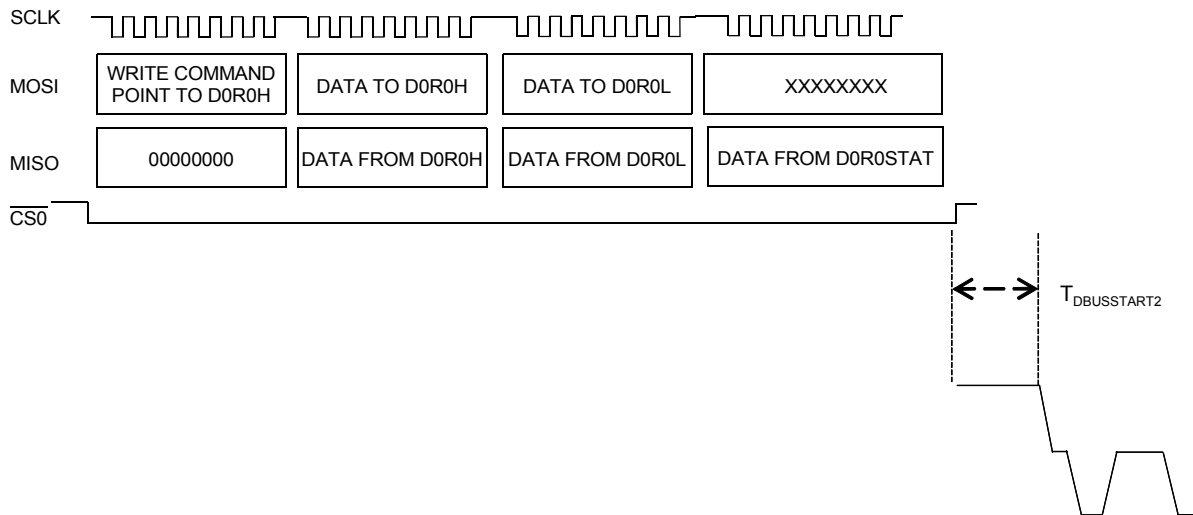 SCLK
MOSI
WRITE COMMAND
POINT TO D0R0H
DATA TO D0R0H
DATA TO D0R0L
XXXXXXXX
MISO
00000000
DATA FROM D0R0H
DATA FROM D0R0L
DATA FROM D0R0STAT
CS0
TDBUSSTART2